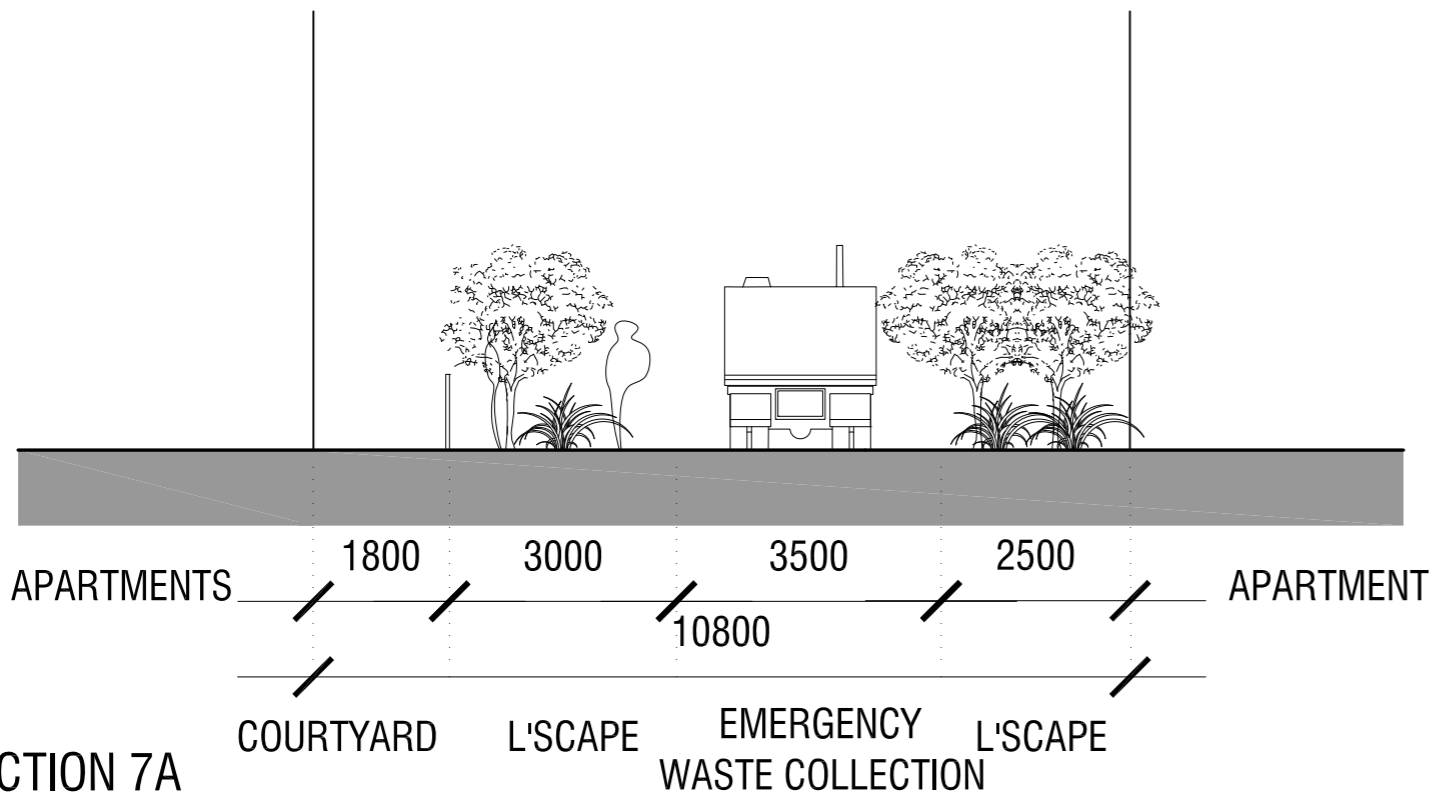 1800 3000 3500 2500
APARTMENTS APARTMENT
10800
COURTYARD L'SCAPE EMERGENCY L'SCAPE
WASTE COLLECTION
CTION 7A